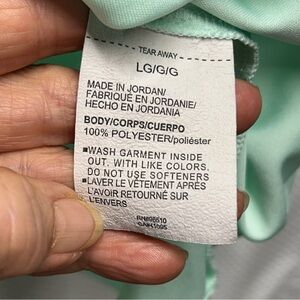 TEAR AWAY
LG/G/G
MADE IN JORDAN/
FABRIQUÉ EN JORDANIE/
HECHO EN JORDANIA
BODY/CORPS/CUERPO
100% POLYESTER/poliéster
■WASH GARMENT INSIDE
OUT. WITH LIKE COLORS.
DO NOT USE SOFTENERS
■LAVER LE VÊTEMENT APRÈS
L'AVOIR RETOURNÉ SUR
L'ENVERS